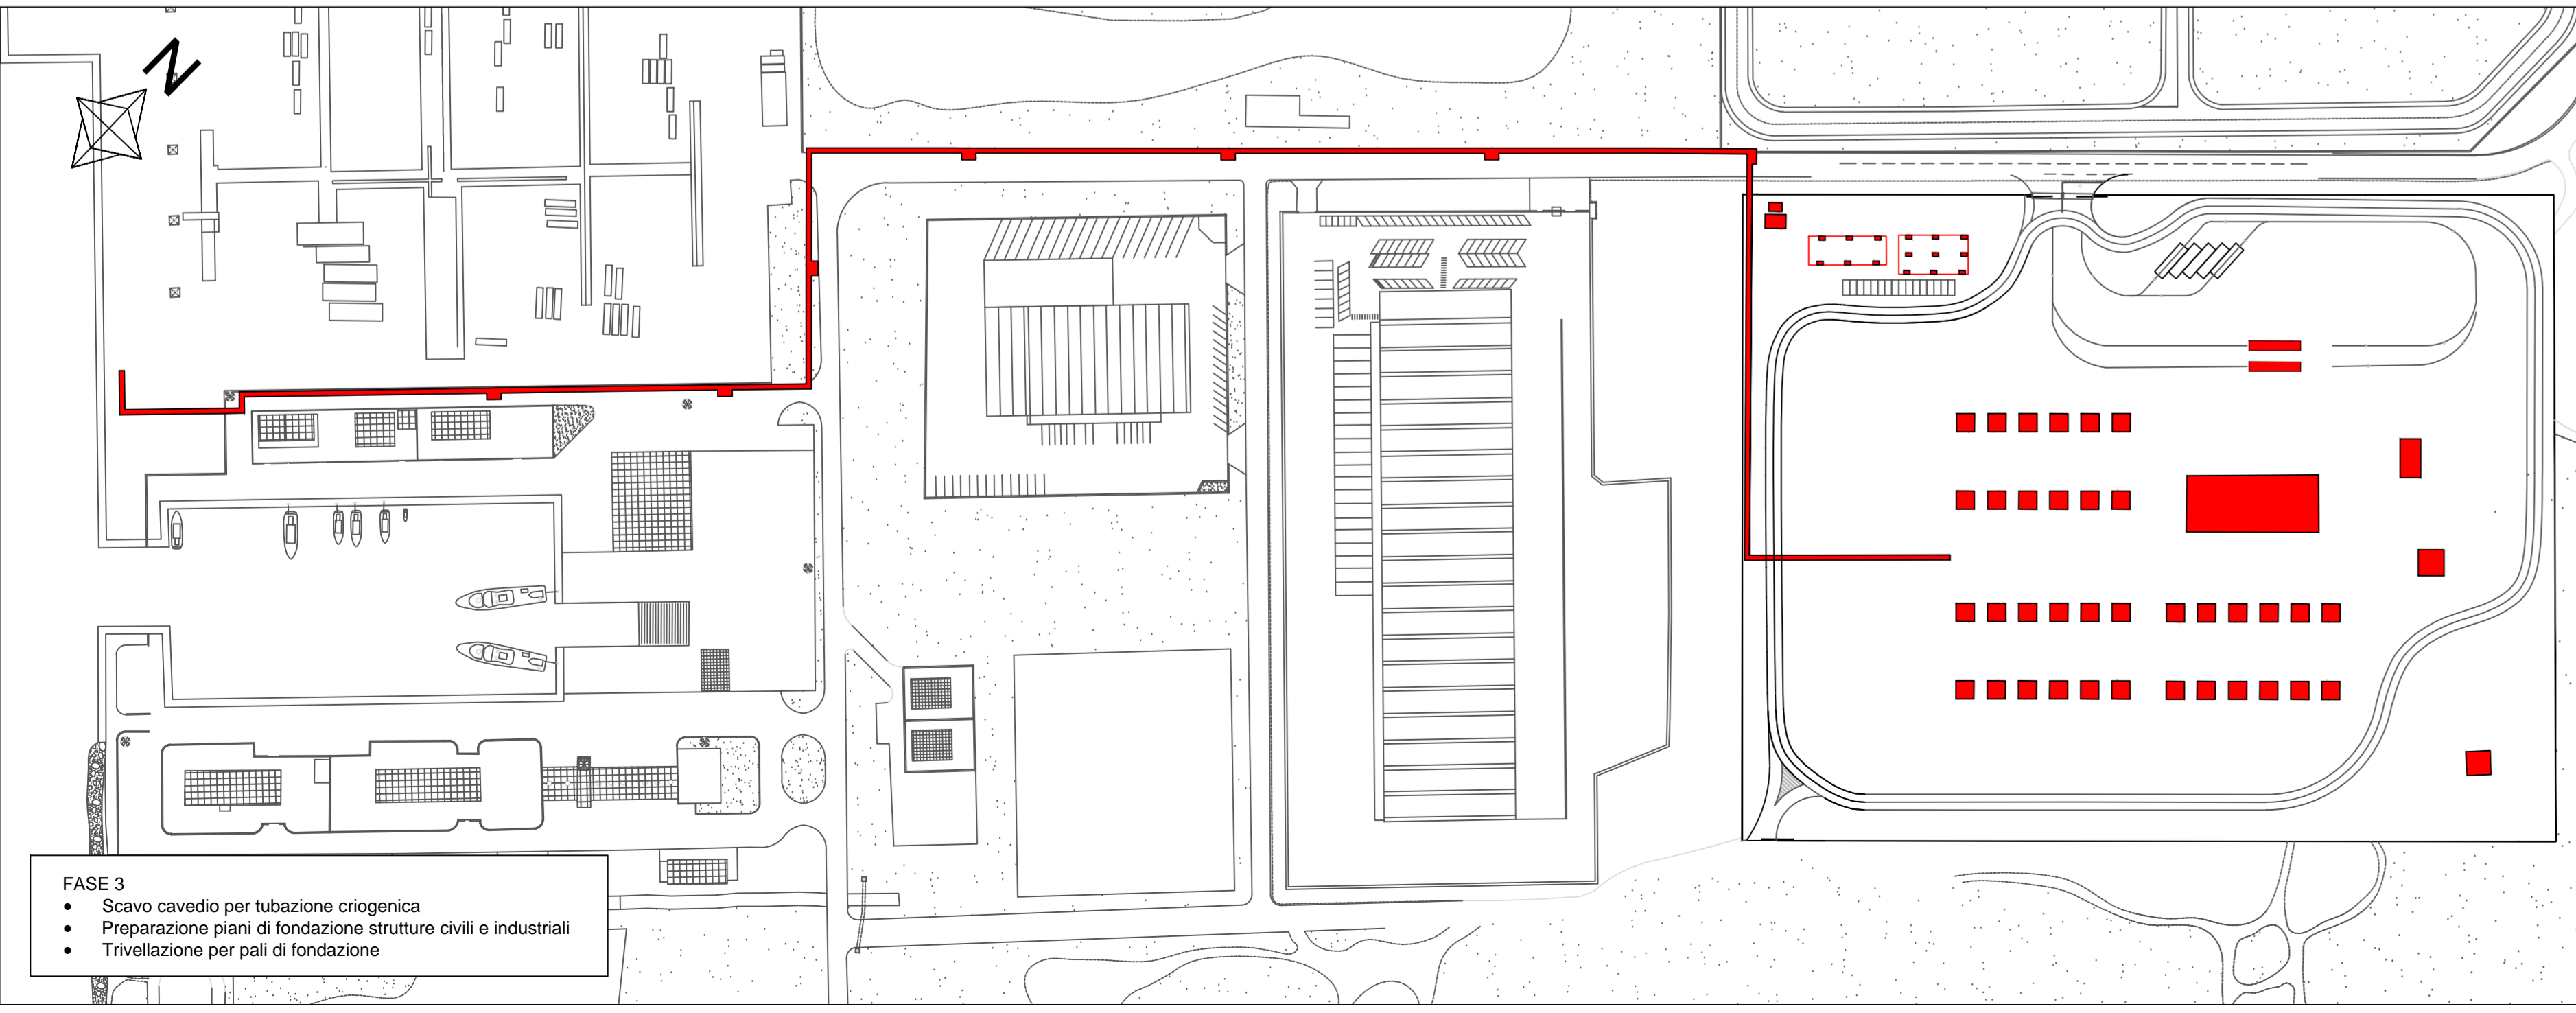 N
FASE 3
• Scavo cavedio per tubazione criogenica
• Preparazione piani di fondazione strutture civili e industriali
• Trivellazione per pali di fondazione